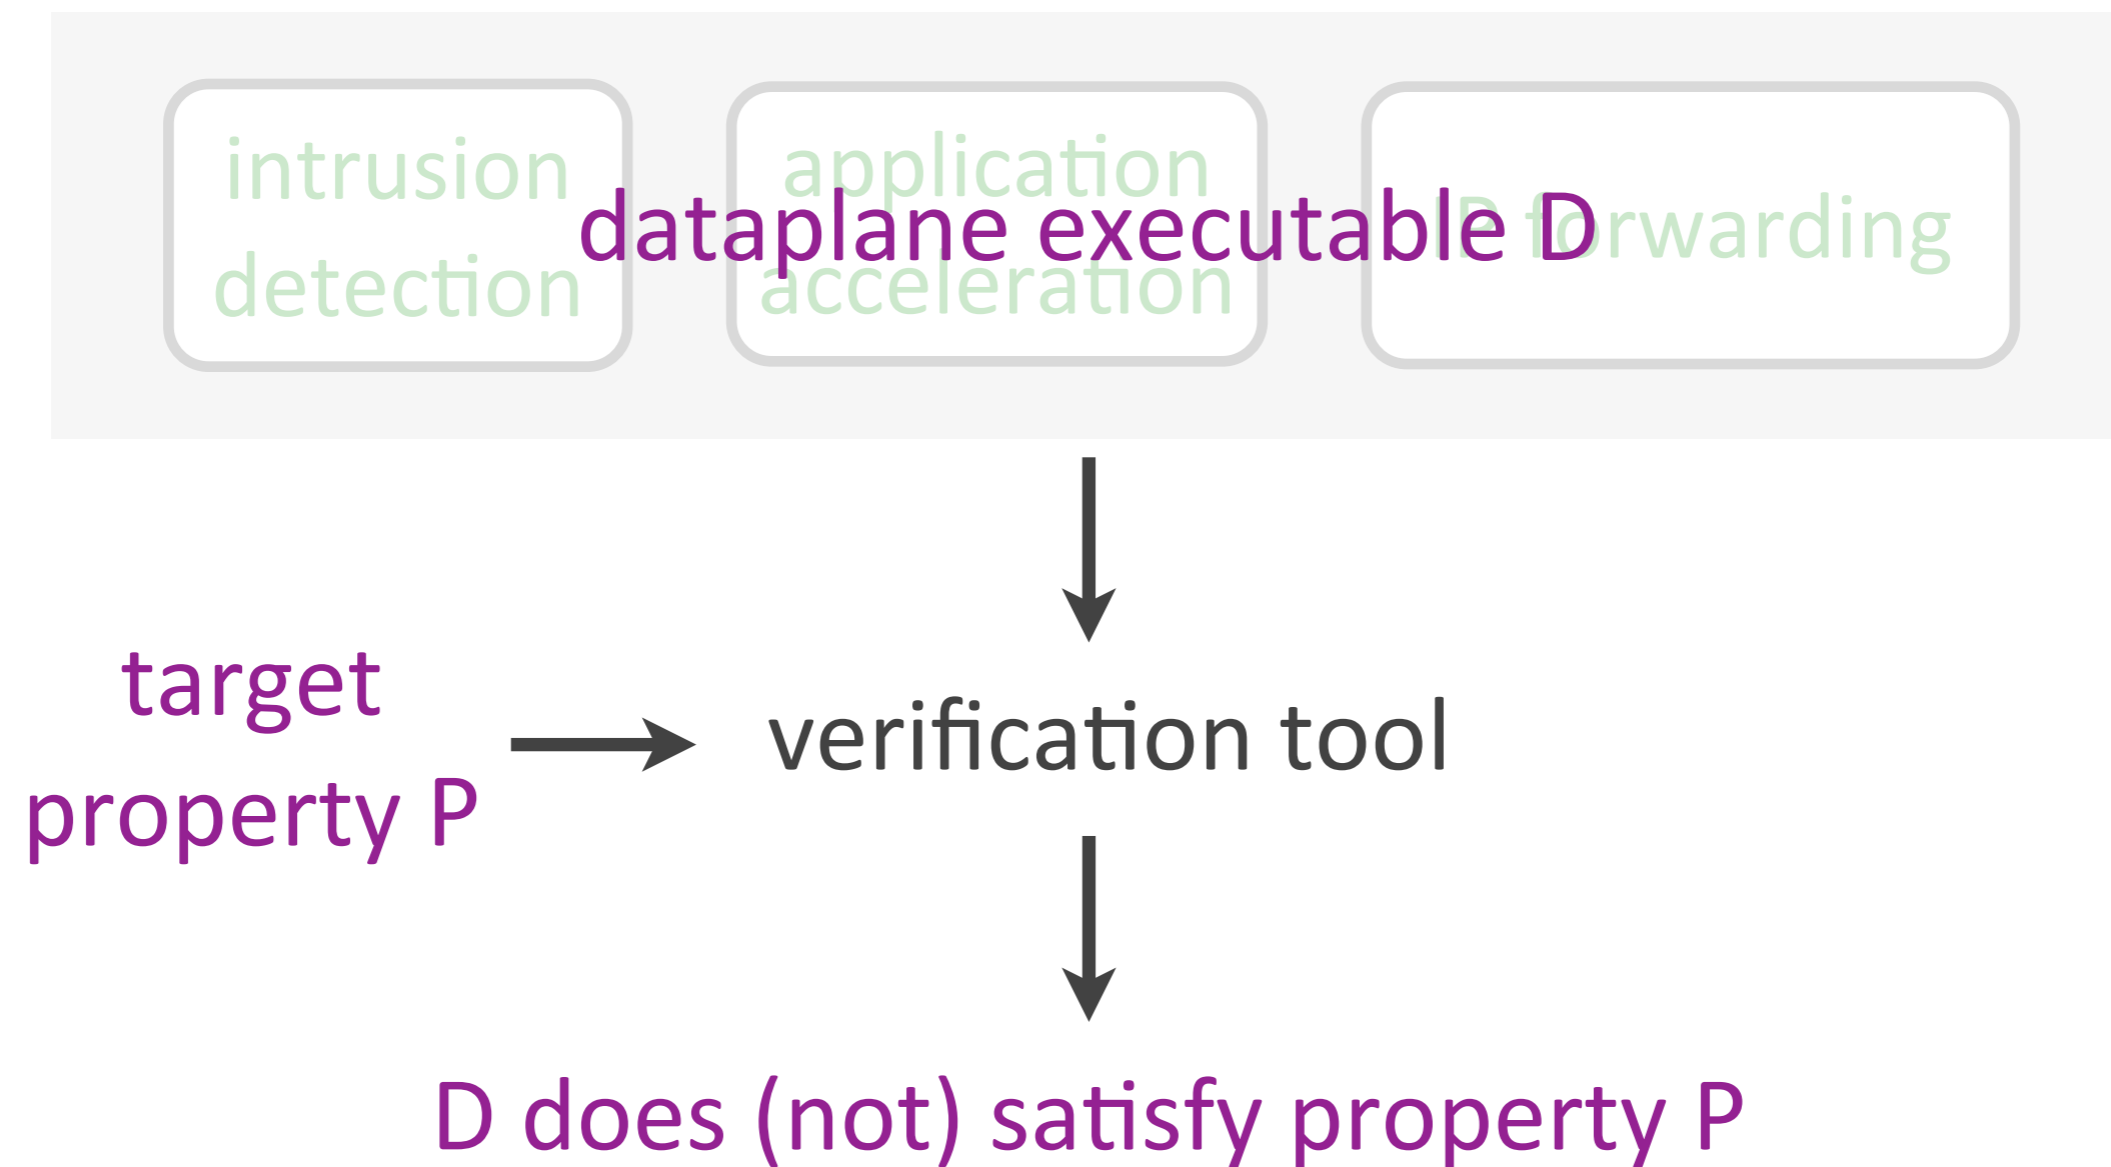 intrusion
detection
application
acceleration
IP forwarding
dataplane executable D
target
property P
verification tool
D does (not) satisfy property P